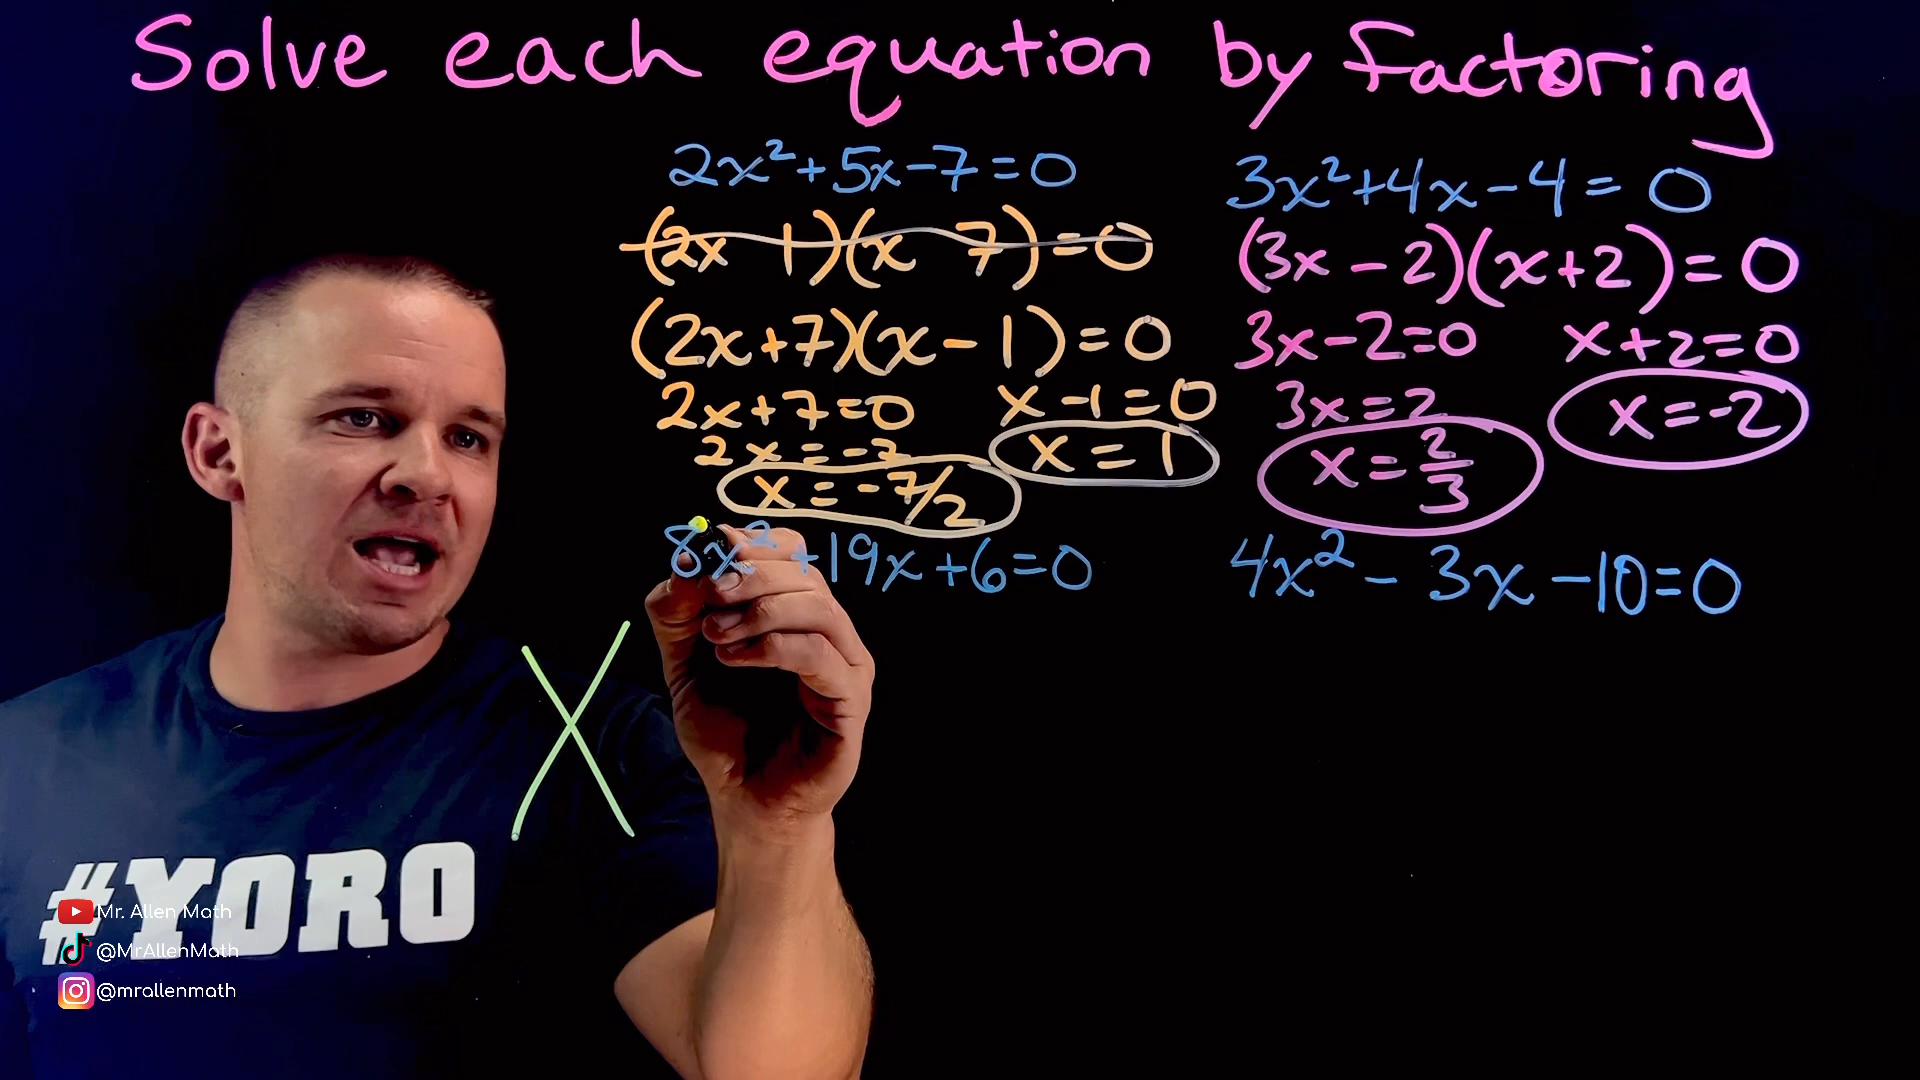 Solve each equation by factoring
2x²+5x-7=0
(2x 1)(x 7)=0
(2x+7)(x-1)=0
2x+7=0 x-1=0
2x=-7 x=1
x=-7/2
3x²+4x-4=0
(3x-2)(x+2)=0
3x-2=0 x+2=0
3x=2 x=-2
x=2/3
8x²+19x+6=0
4x²-3x-10=0
X
#YORO
Mr. Allen Math
@MrAllenMath
@mrallenmath